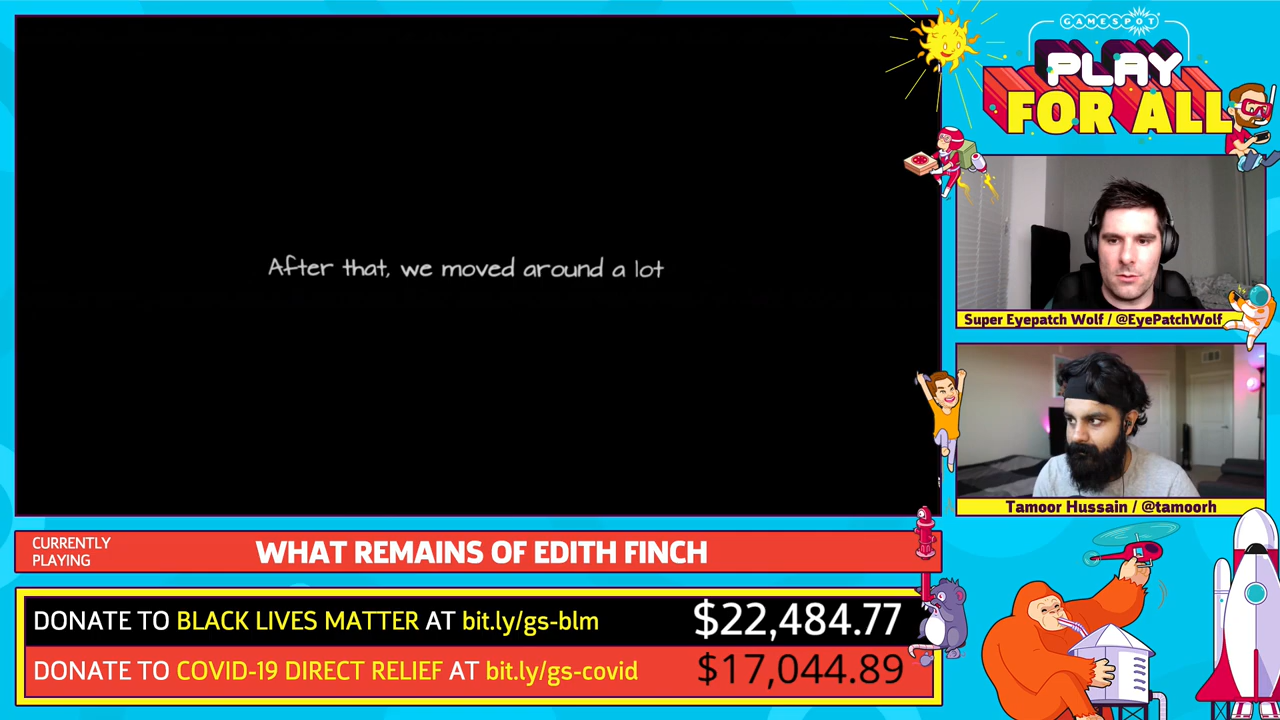 GAMESPOT
PLAY
FOR ALL
After that, we moved around a lot
Super Eyepatch Wolf / @EyePatchWolf
Tamoor Hussain / @tamoorh
CURRENTLY
PLAYING
WHAT REMAINS OF EDITH FINCH
DONATE TO BLACK LIVES MATTER AT bit.ly/gs-blm $22,484.77
DONATE TO COVID-19 DIRECT RELIEF AT bit.ly/gs-covid $17,044.89